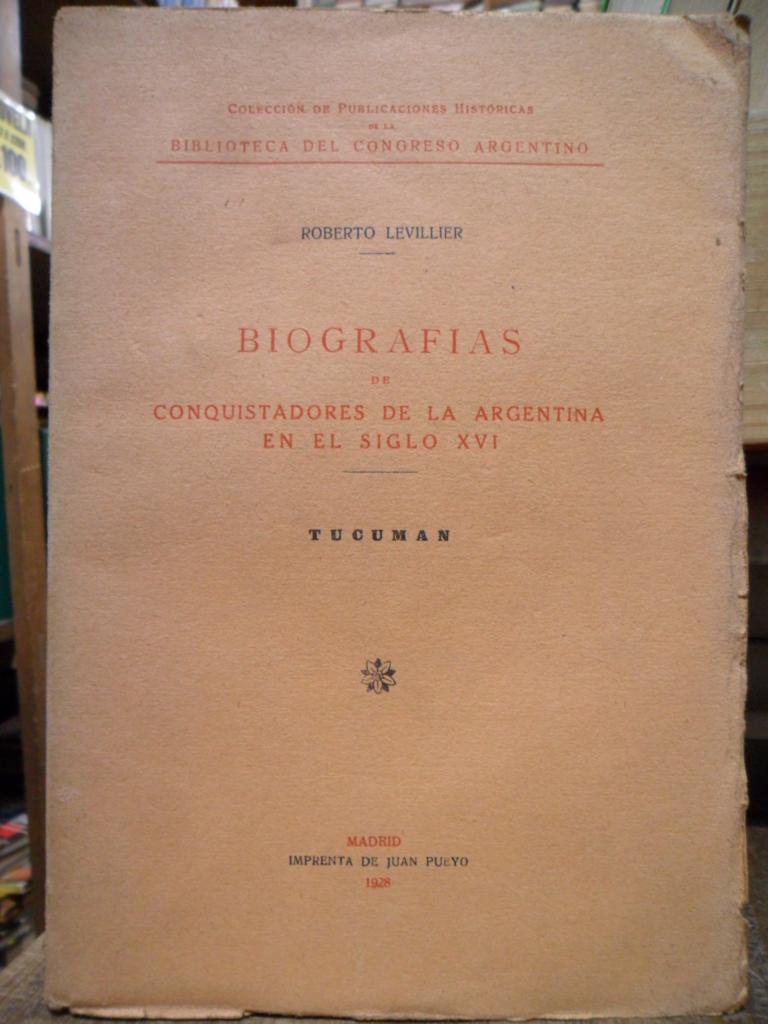 COLECCIÓN DE PUBLICACIONES HISTÓRICAS
DE LA
BIBLIOTECA DEL CONGRESO ARGENTINO
ROBERTO LEVILLIER
BIOGRAFIAS
DE
CONQUISTADORES DE LA ARGENTINA
EN EL SIGLO XVI
TUCUMAN
MADRID
IMPRENTA DE JUAN PUEYO
1928
100